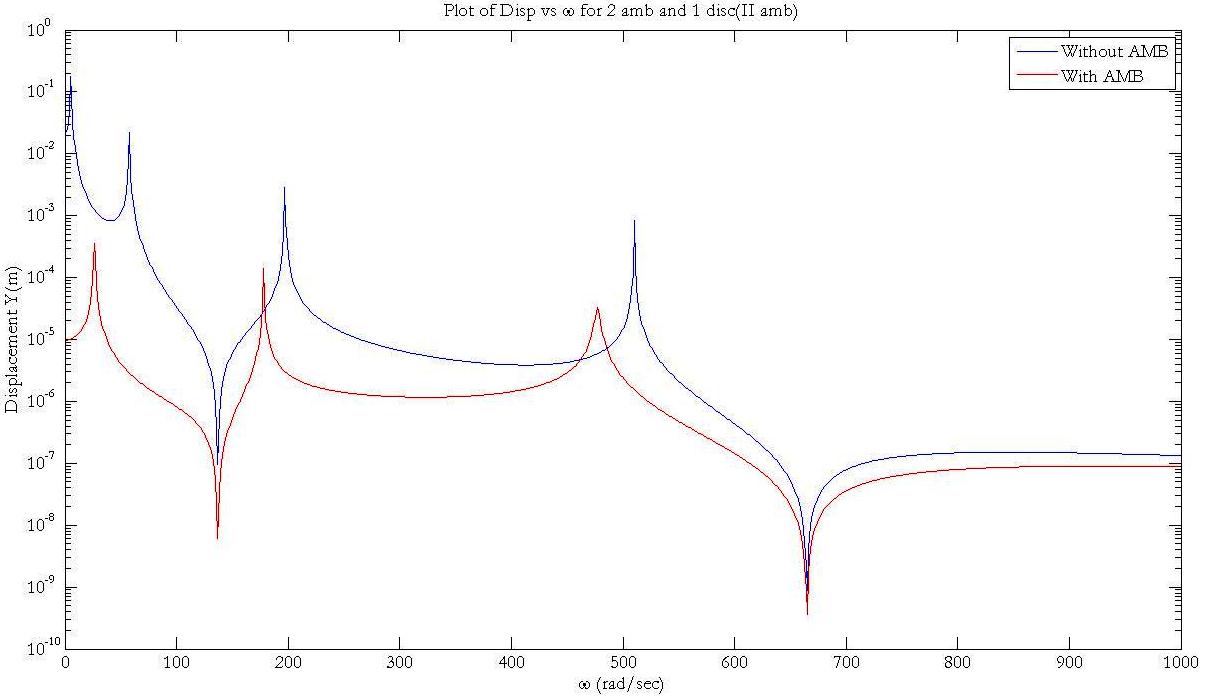 Plot of Disp vs ω for 2 amb and 1 disc(II amb)
Without AMB
With AMB
Displacement Y(m)
10^0
10^-1
10^-2
10^-3
10^-4
10^-5
10^-6
10^-7
10^-8
10^-9
10^-10
0 100 200 300 400 500 600 700 800 900 1000
ω (rad/sec)